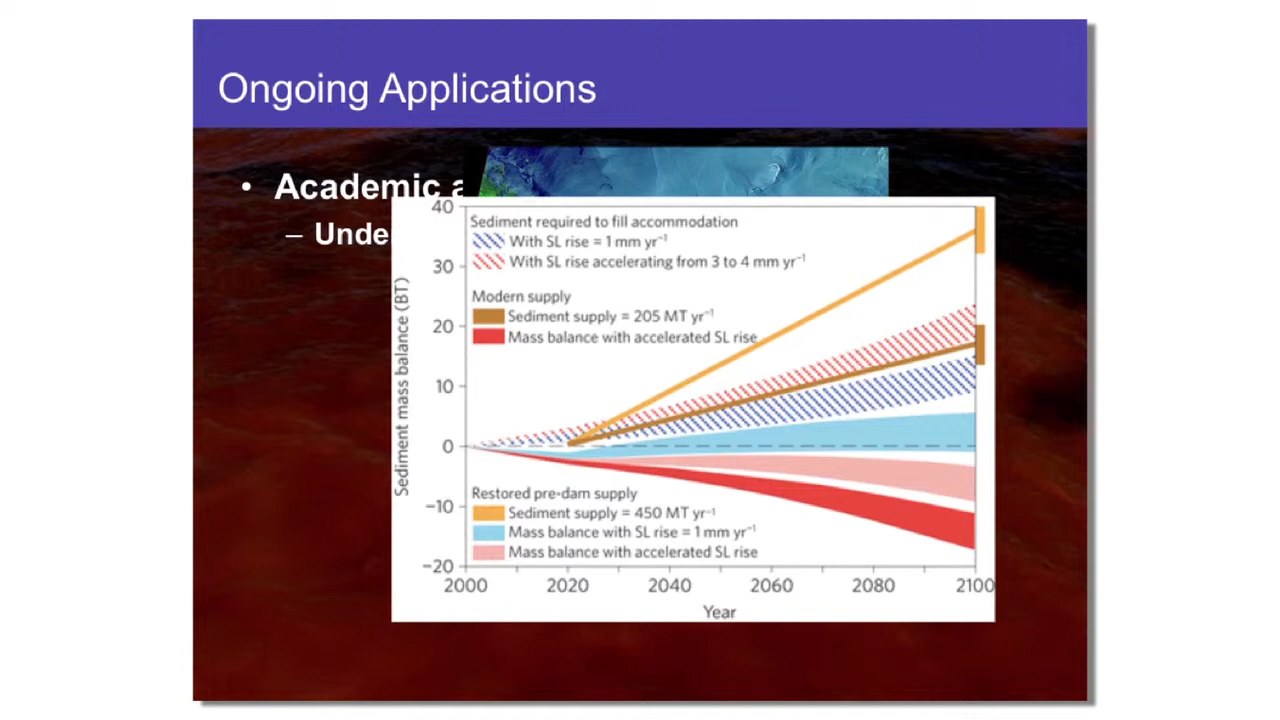 Ongoing Applications
• Academic
– Unde
Sediment required to fill accommodation
With SL rise = 1 mm yr⁻¹
With SL rise accelerating from 3 to 4 mm yr⁻¹
Modern supply
Sediment supply = 205 MT yr⁻¹
Mass balance with accelerated SL rise
Restored pre-dam supply
Sediment supply = 450 MT yr⁻¹
Mass balance with SL rise = 1 mm yr⁻¹
Mass balance with accelerated SL rise
Sediment mass balance (BT)
40
30
20
10
0
−10
−20
2000 2020 2040 2060 2080 2100
Year